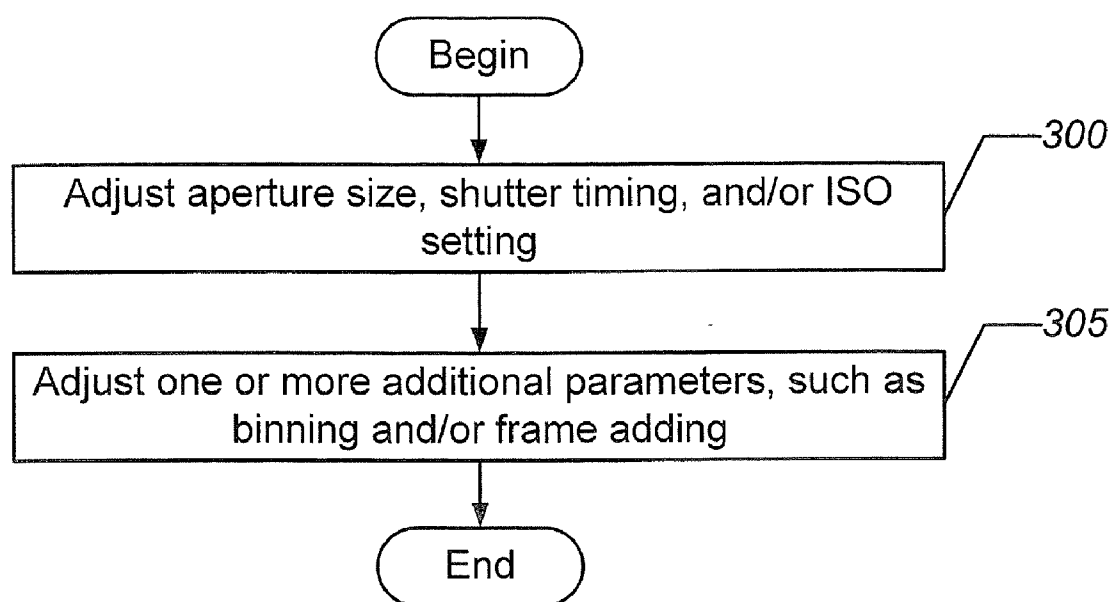 Begin
300
Adjust aperture size, shutter timing, and/or ISO
setting
305
Adjust one or more additional parameters, such as
binning and/or frame adding
End